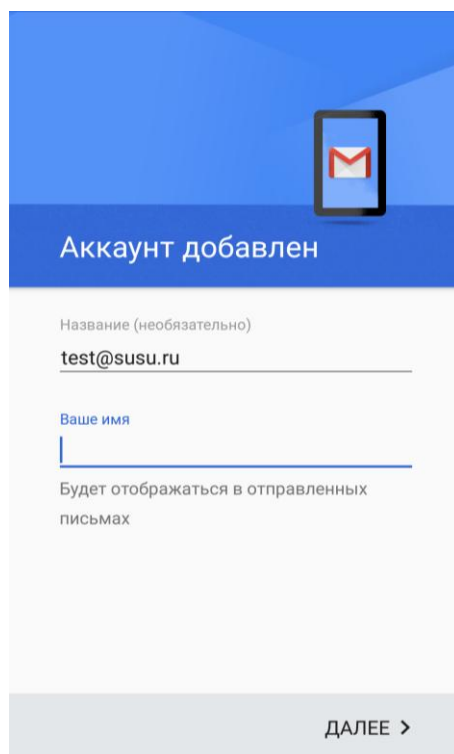 Аккаунт добавлен
Название (необязательно)
test@susu.ru
Ваше имя
Будет отображаться в отправленных
письмах
ДАЛЕЕ